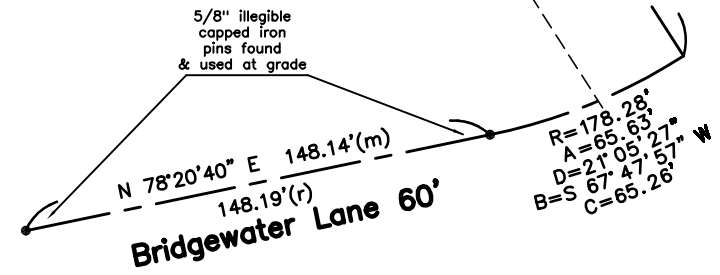 5/8" illegible
capped iron
pins found
& used at grade
N 78°20'40" E 148.14'(m)
148.19'(r)
Bridgewater Lane 60'
R=178.28'
A=65.63'
D=21°05'27"
B=S 67°47'57" W
C=65.26'